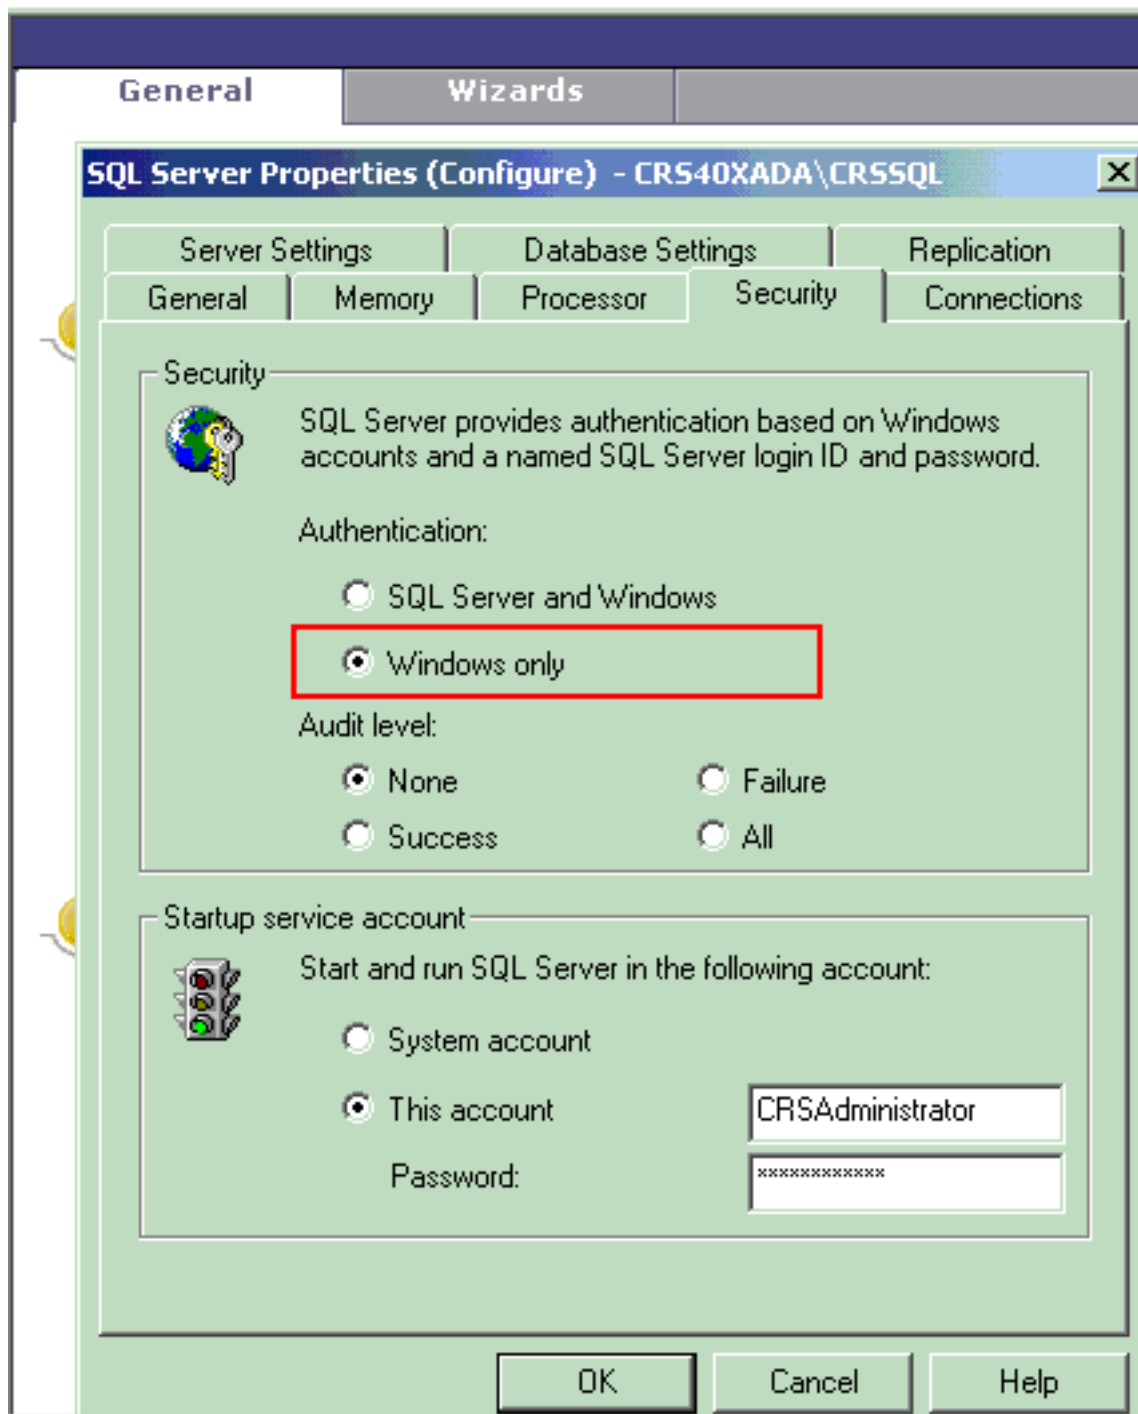 General Wizards
SQL Server Properties (Configure) - CRS40XADA\CRSSQL
Server Settings Database Settings Replication
General Memory Processor Security Connections
Security
SQL Server provides authentication based on Windows
accounts and a named SQL Server login ID and password.
Authentication:
SQL Server and Windows
Windows only
Audit level:
None Failure
Success All
Startup service account
Start and run SQL Server in the following account:
System account
This account CRSAdministrator
Password: ************
OK Cancel Help